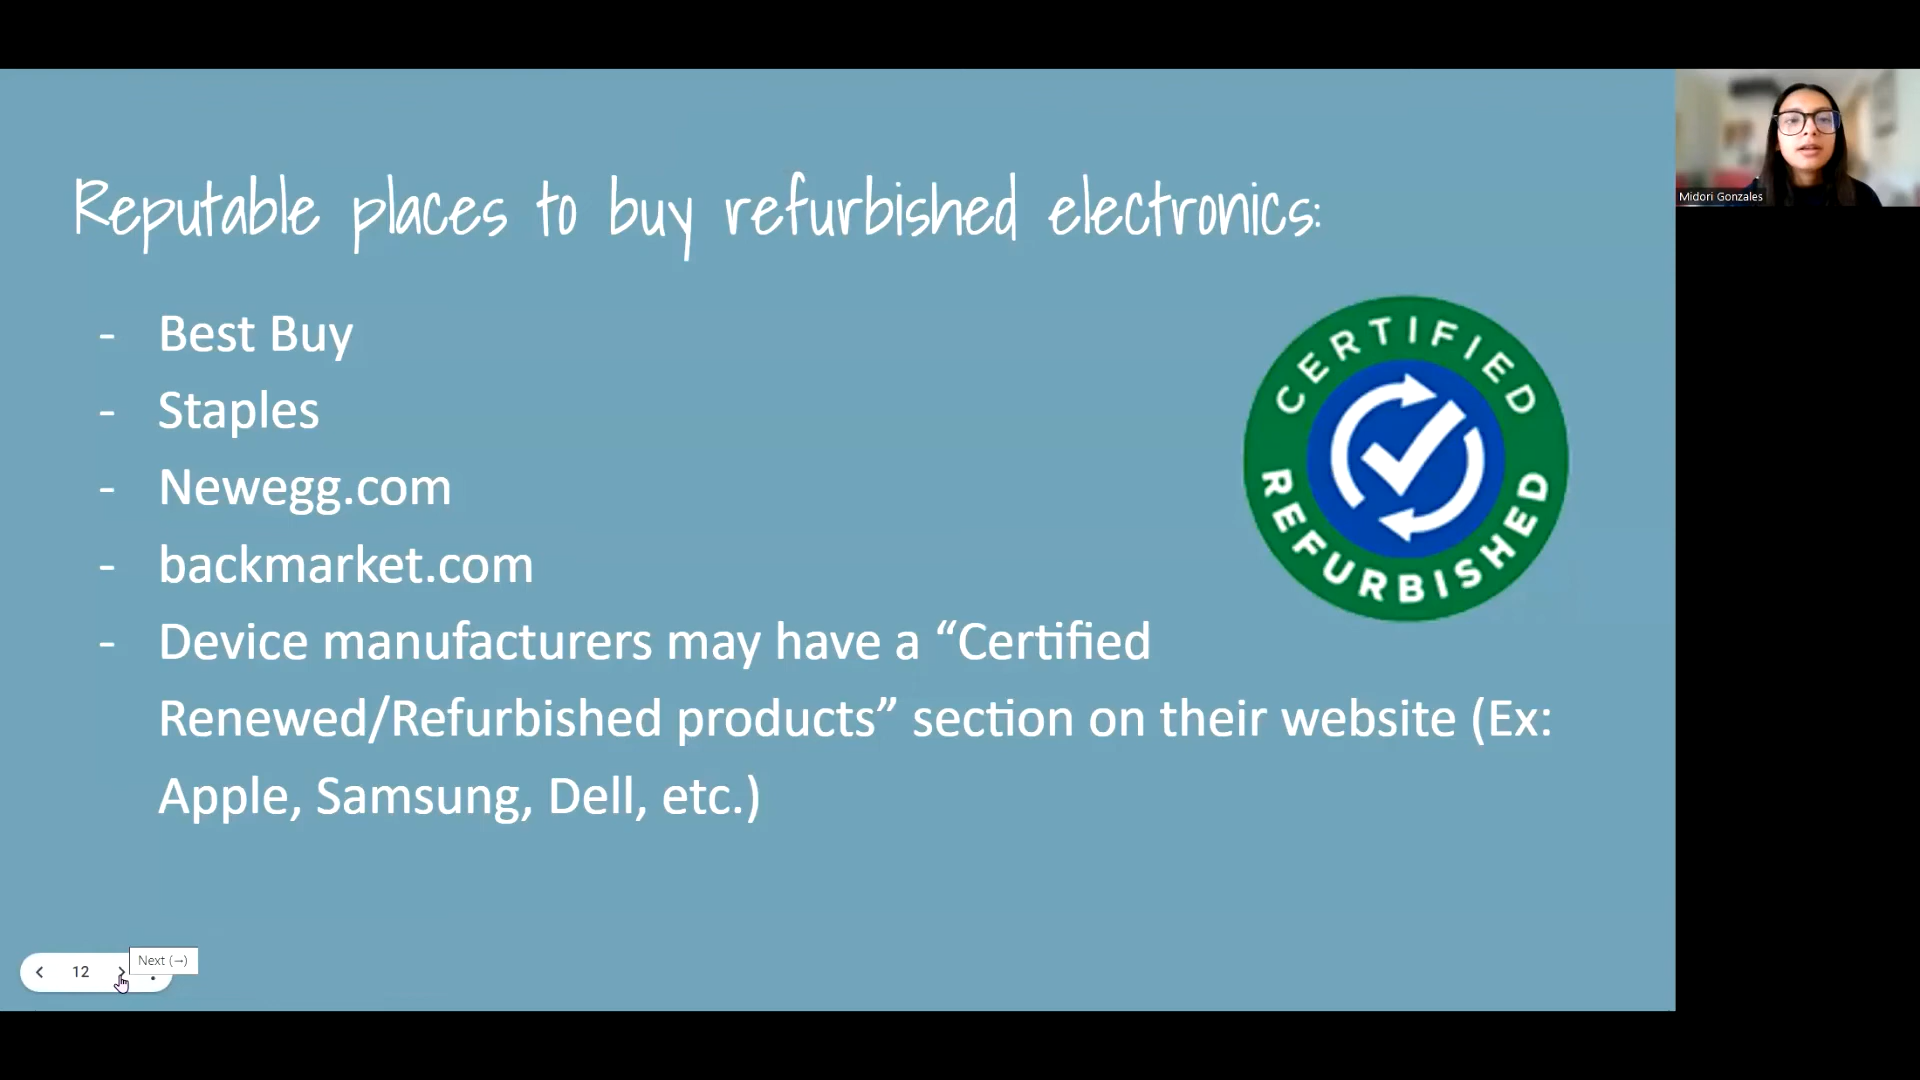 Reputable places to buy refurbished electronics:
- Best Buy
- Staples
- Newegg.com
- backmarket.com
- Device manufacturers may have a “Certified
Renewed/Refurbished products” section on their website (Ex:
Apple, Samsung, Dell, etc.)
CERTIFIED
REFURBISHED
Midori Gonzales
12
Next (→)